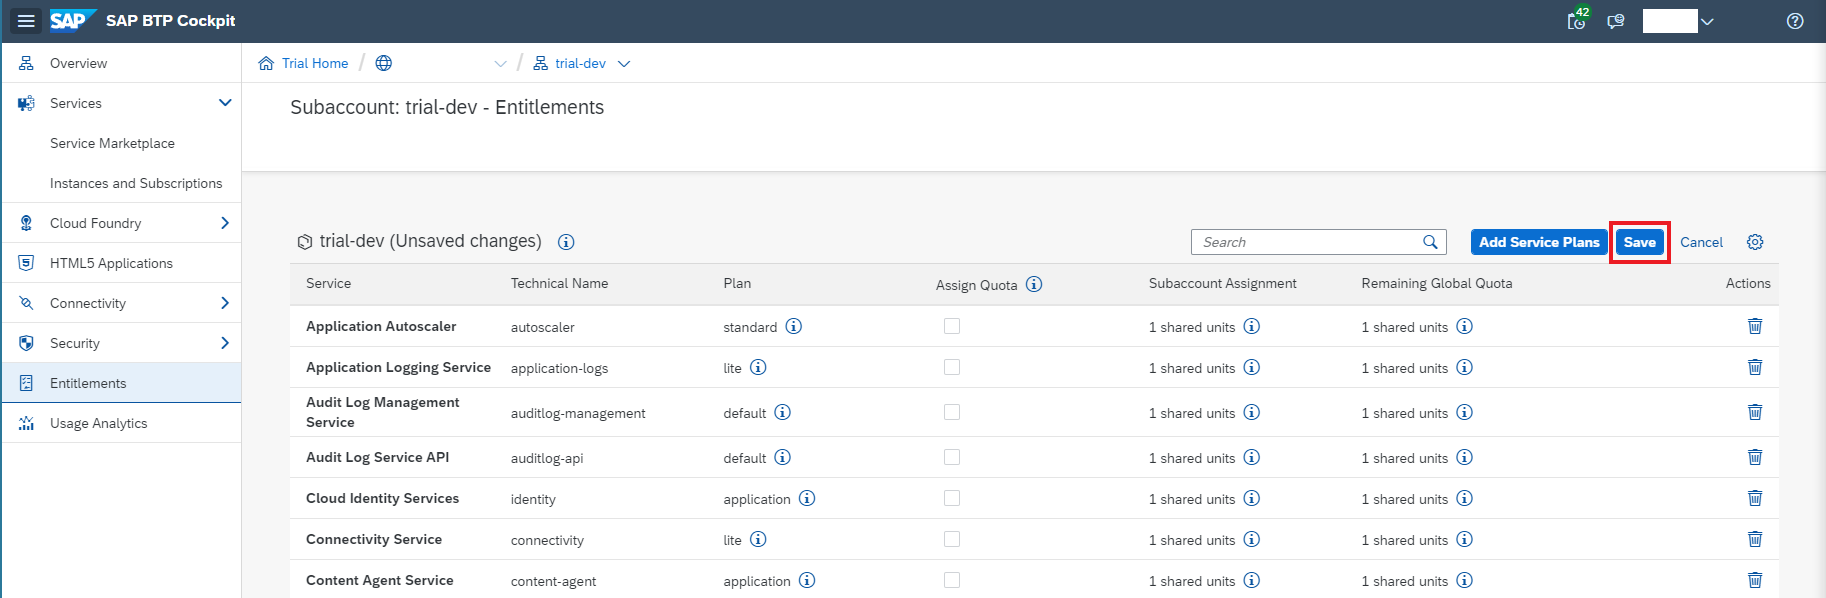 SAP SAP BTP Cockpit 42
Overview
Services
Service Marketplace
Instances and Subscriptions
Cloud Foundry
HTML5 Applications
Connectivity
Security
Entitlements
Usage Analytics
Trial Home / / trial-dev
Subaccount: trial-dev - Entitlements
trial-dev (Unsaved changes) Search Add Service Plans Save Cancel
Service Technical Name Plan Assign Quota Subaccount Assignment Remaining Global Quota Actions
Application Autoscaler autoscaler standard 1 shared units 1 shared units
Application Logging Service application-logs lite 1 shared units 1 shared units
Audit Log Management
Service auditlog-management default 1 shared units 1 shared units
Audit Log Service API auditlog-api default 1 shared units 1 shared units
Cloud Identity Services identity application 1 shared units 1 shared units
Connectivity Service connectivity lite 1 shared units 1 shared units
Content Agent Service content-agent application 1 shared units 1 shared units